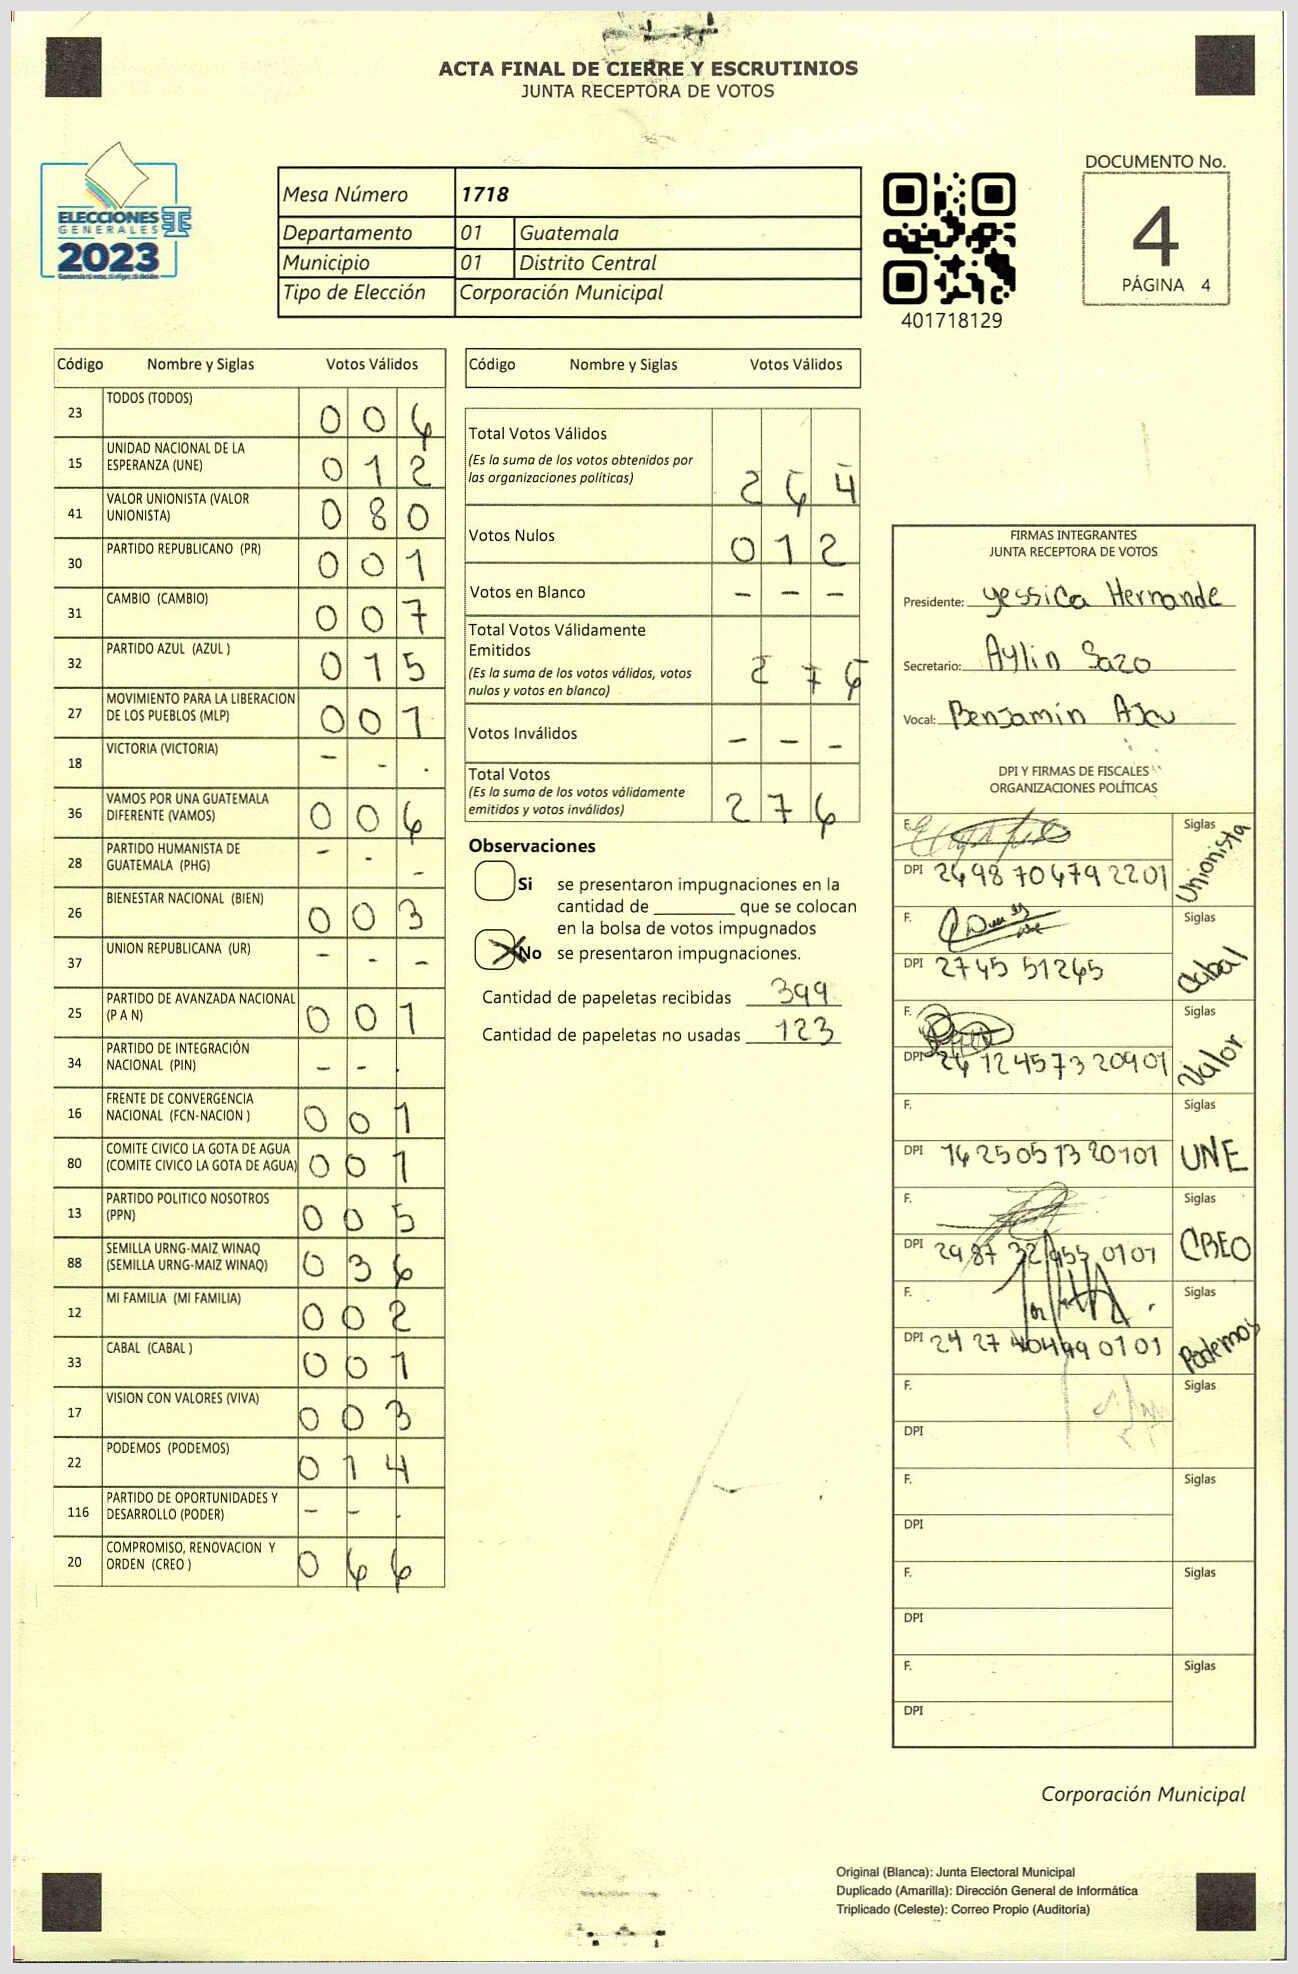 ACTA FINAL DE CIERRE Y ESCRUTINIOS
JUNTA RECEPTORA DE VOTOS
ELECCIONES
GENERALES
2023
Mesa Número 1718
Departamento 01 Guatemala
Municipio 01 Distrito Central
Tipo de Elección Corporación Municipal
401718129
DOCUMENTO No.
4
PÁGINA 4
Código Nombre y Siglas Votos Válidos
23 TODOS (TODOS) 0 0 6
15 UNIDAD NACIONAL DE LA
ESPERANZA (UNE) 0 1 2
41 VALOR UNIONISTA (VALOR
UNIONISTA) 0 8 0
30 PARTIDO REPUBLICANO (PR) 0 0 1
31 CAMBIO (CAMBIO) 0 0 7
32 PARTIDO AZUL (AZUL ) 0 1 5
27 MOVIMIENTO PARA LA LIBERACION
DE LOS PUEBLOS (MLP) 0 0 1
18 VICTORIA (VICTORIA) - - -
36 VAMOS POR UNA GUATEMALA
DIFERENTE (VAMOS) 0 0 6
28 PARTIDO HUMANISTA DE
GUATEMALA (PHG) - - -
26 BIENESTAR NACIONAL (BIEN) 0 0 3
37 UNION REPUBLICANA (UR) - - -
25 PARTIDO DE AVANZADA NACIONAL
(P A N) 0 0 1
34 PARTIDO DE INTEGRACIÓN
NACIONAL (PIN) - - -
16 FRENTE DE CONVERGENCIA
NACIONAL (FCN-NACION ) 0 0 1
80 COMITE CIVICO LA GOTA DE AGUA
(COMITE CIVICO LA GOTA DE AGUA) 0 0 1
13 PARTIDO POLITICO NOSOTROS
(PPN) 0 0 5
88 SEMILLA URNG-MAIZ WINAQ
(SEMILLA URNG-MAIZ WINAQ) 0 3 6
12 MI FAMILIA (MI FAMILIA) 0 0 2
33 CABAL (CABAL ) 0 0 1
17 VISION CON VALORES (VIVA) 0 0 3
22 PODEMOS (PODEMOS) 0 1 4
116 PARTIDO DE OPORTUNIDADES Y
DESARROLLO (PODER) - - -
20 COMPROMISO, RENOVACION Y
ORDEN (CREO ) 0 6 6
Código Nombre y Siglas Votos Válidos
Total Votos Válidos
(Es la suma de los votos obtenidos por
las organizaciones políticas) 2 6 4
Votos Nulos 0 1 2
Votos en Blanco - - -
Total Votos Válidamente
Emitidos
(Es la suma de los votos válidos, votos
nulos y votos en blanco) 2 7 6
Votos Inválidos - - -
Total Votos
(Es la suma de los votos válidamente
emitidos y votos inválidos) 2 7 6
Observaciones
Si se presentaron impugnaciones en la
cantidad de ________ que se colocan
en la bolsa de votos impugnados
No se presentaron impugnaciones.
Cantidad de papeletas recibidas 399
Cantidad de papeletas no usadas 123
FIRMAS INTEGRANTES
JUNTA RECEPTORA DE VOTOS
Presidente: Yessica Hernande
Secretario: Aylin Sazo
Vocal: Benjamin
DPI Y FIRMAS DE FISCALES
ORGANIZACIONES POLÍTICAS
F. Siglas
DPI 2498 70479 2201 Unionista
F. Siglas
DPI 2745 51265 Cabal
F. Siglas
DPI 2612457320901 Valor
F. Siglas
DPI 1625051320101 UNE
F. Siglas
DPI CREO
F. Siglas
DPI Podemos
F. Siglas
DPI
F. Siglas
DPI
F. Siglas
DPI
F. Siglas
DPI
Corporación Municipal
Original (Blanca): Junta Electoral Municipal
Duplicado (Amarilla): Dirección General de Informática
Triplicado (Celeste): Correo Propio (Auditoría)